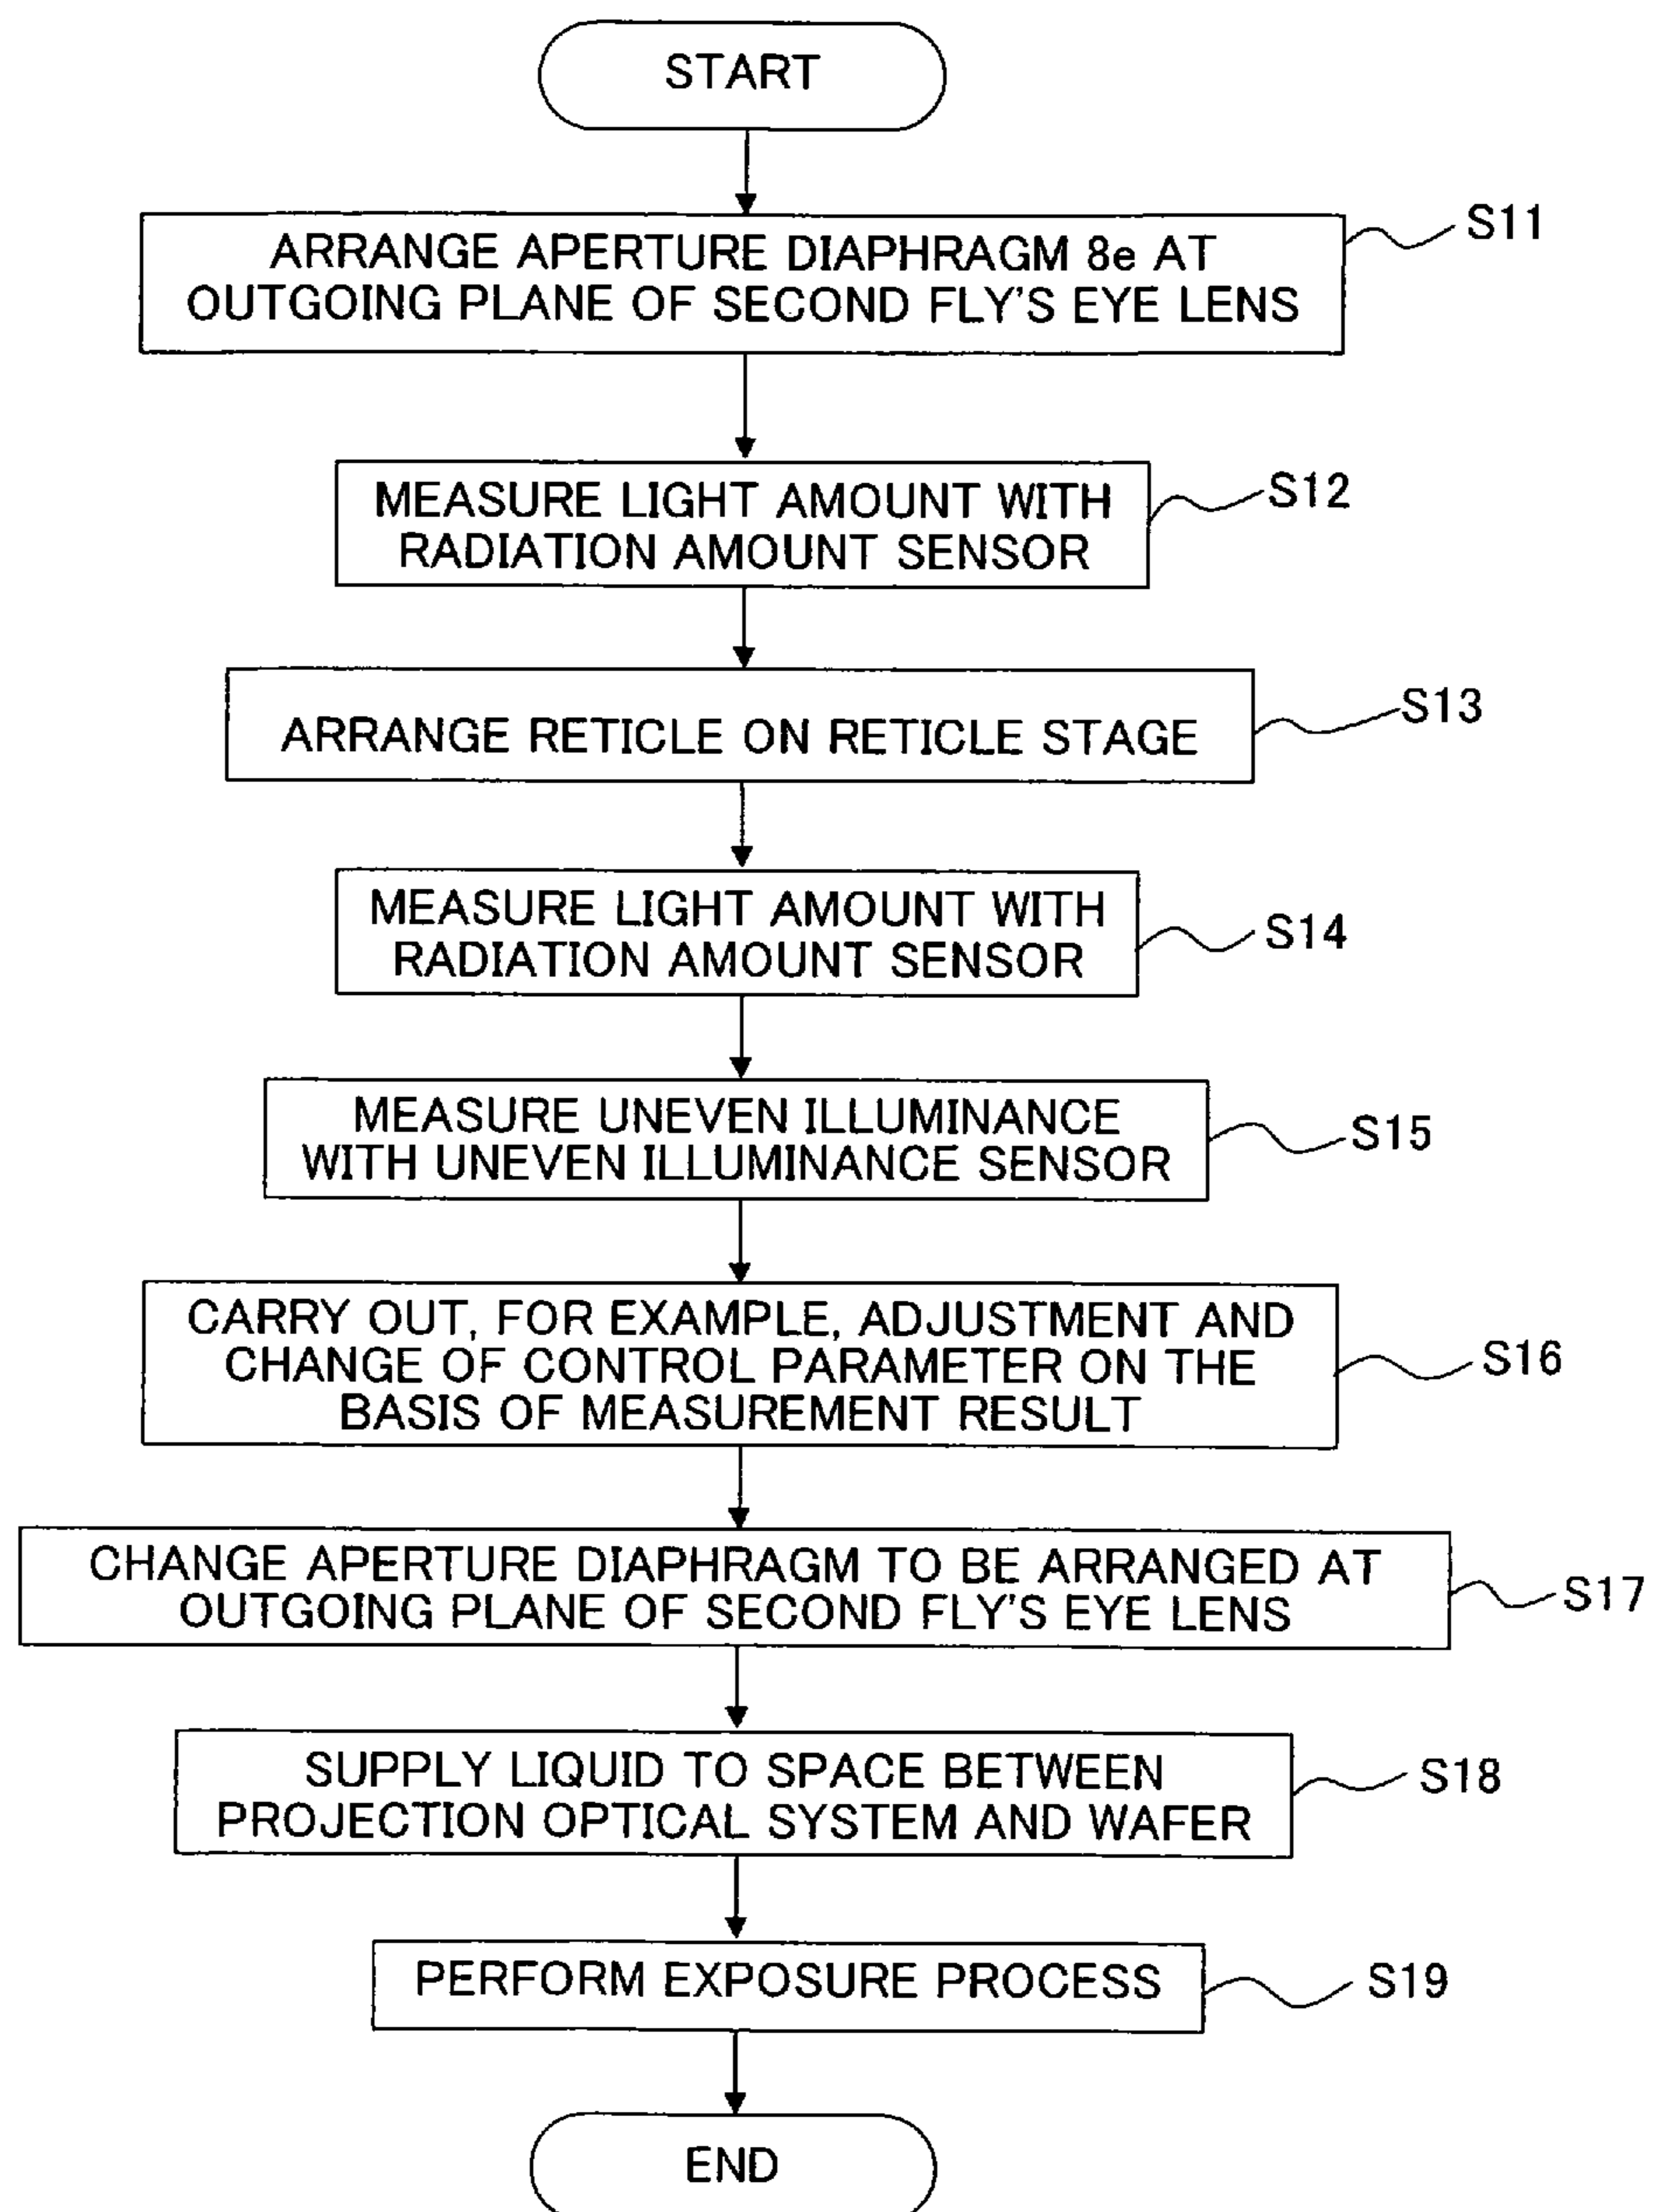 START
ARRANGE APERTURE DIAPHRAGM 8e AT
OUTGOING PLANE OF SECOND FLY'S EYE LENS
S11
MEASURE LIGHT AMOUNT WITH
RADIATION AMOUNT SENSOR
S12
ARRANGE RETICLE ON RETICLE STAGE
S13
MEASURE LIGHT AMOUNT WITH
RADIATION AMOUNT SENSOR
S14
MEASURE UNEVEN ILLUMINANCE
WITH UNEVEN ILLUMINANCE SENSOR
S15
CARRY OUT, FOR EXAMPLE, ADJUSTMENT AND
CHANGE OF CONTROL PARAMETER ON THE
BASIS OF MEASUREMENT RESULT
S16
CHANGE APERTURE DIAPHRAGM TO BE ARRANGED AT
OUTGOING PLANE OF SECOND FLY'S EYE LENS
S17
SUPPLY LIQUID TO SPACE BETWEEN
PROJECTION OPTICAL SYSTEM AND WAFER
S18
PERFORM EXPOSURE PROCESS
S19
END